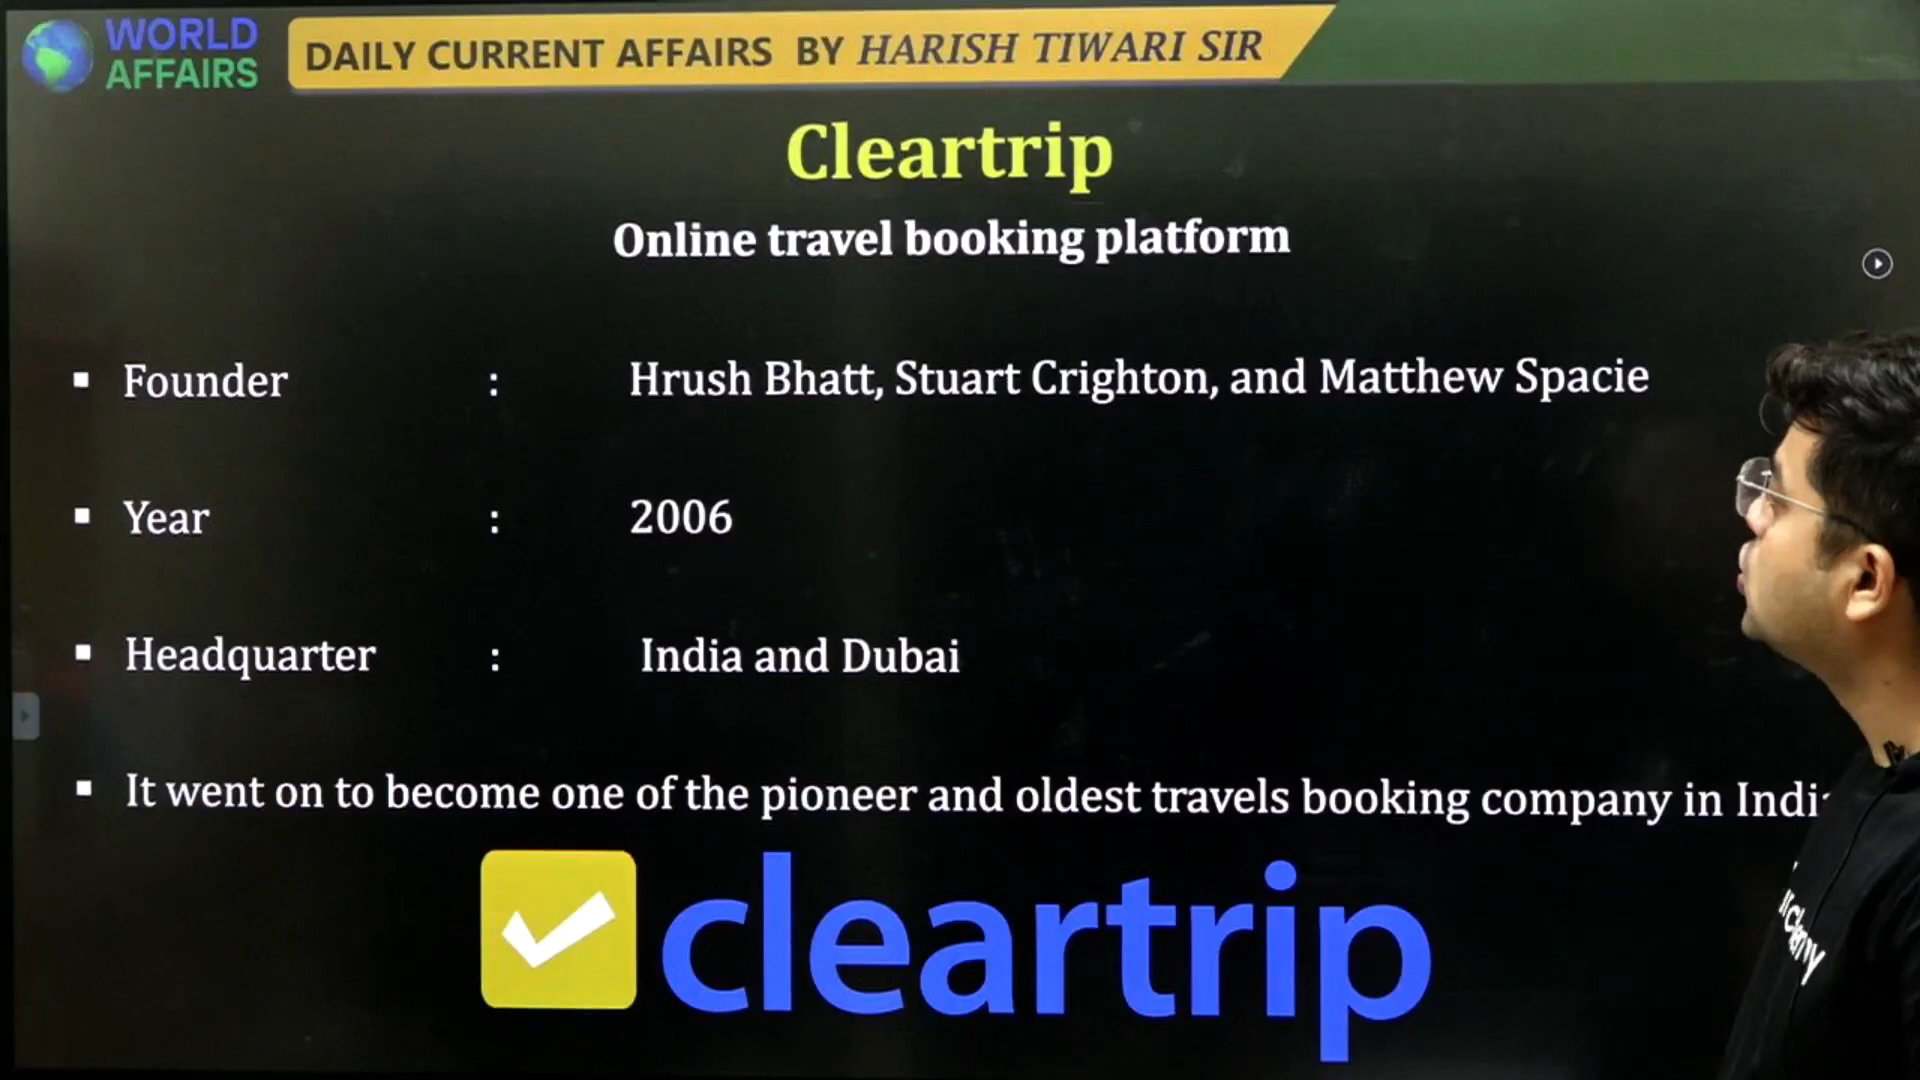 WORLD
AFFAIRS
DAILY CURRENT AFFAIRS BY HARISH TIWARI SIR
Cleartrip
Online travel booking platform
▪ Founder : Hrush Bhatt, Stuart Crighton, and Matthew Spacie
▪ Year : 2006
▪ Headquarter : India and Dubai
▪ It went on to become one of the pioneer and oldest travels booking company in
cleartrip